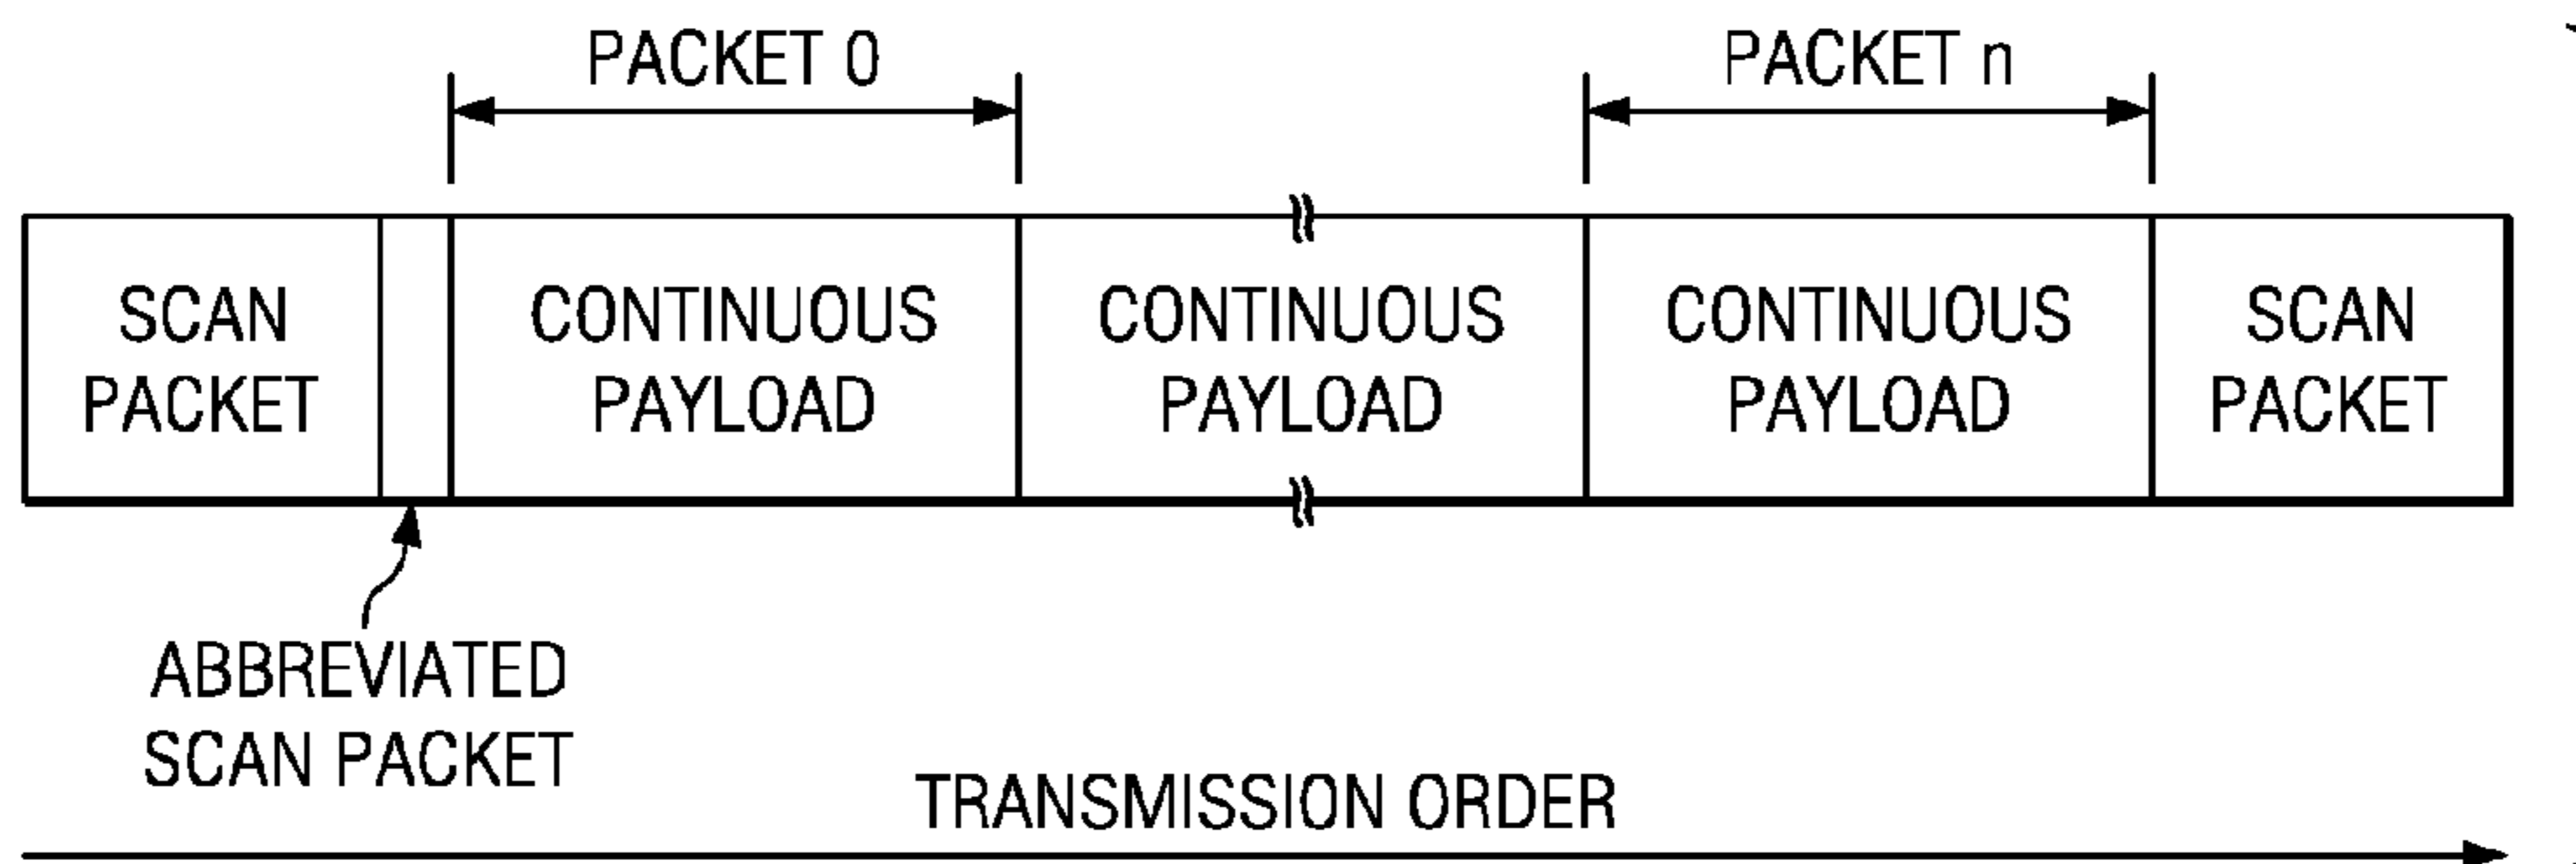 PACKET 0
PACKET n
SCAN
PACKET
CONTINUOUS
PAYLOAD
CONTINUOUS
PAYLOAD
CONTINUOUS
PAYLOAD
SCAN
PACKET
ABBREVIATED
SCAN PACKET
TRANSMISSION ORDER